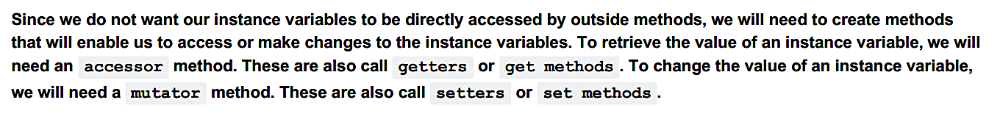 Since we do not want our instance variables to be directly accessed by outside methods, we will need to create methods
that will enable us to access or make changes to the instance variables. To retrieve the value of an instance variable, we will
need an accessor method. These are also call getters or get methods . To change the value of an instance variable,
we will need a mutator method. These are also call setters or set methods .